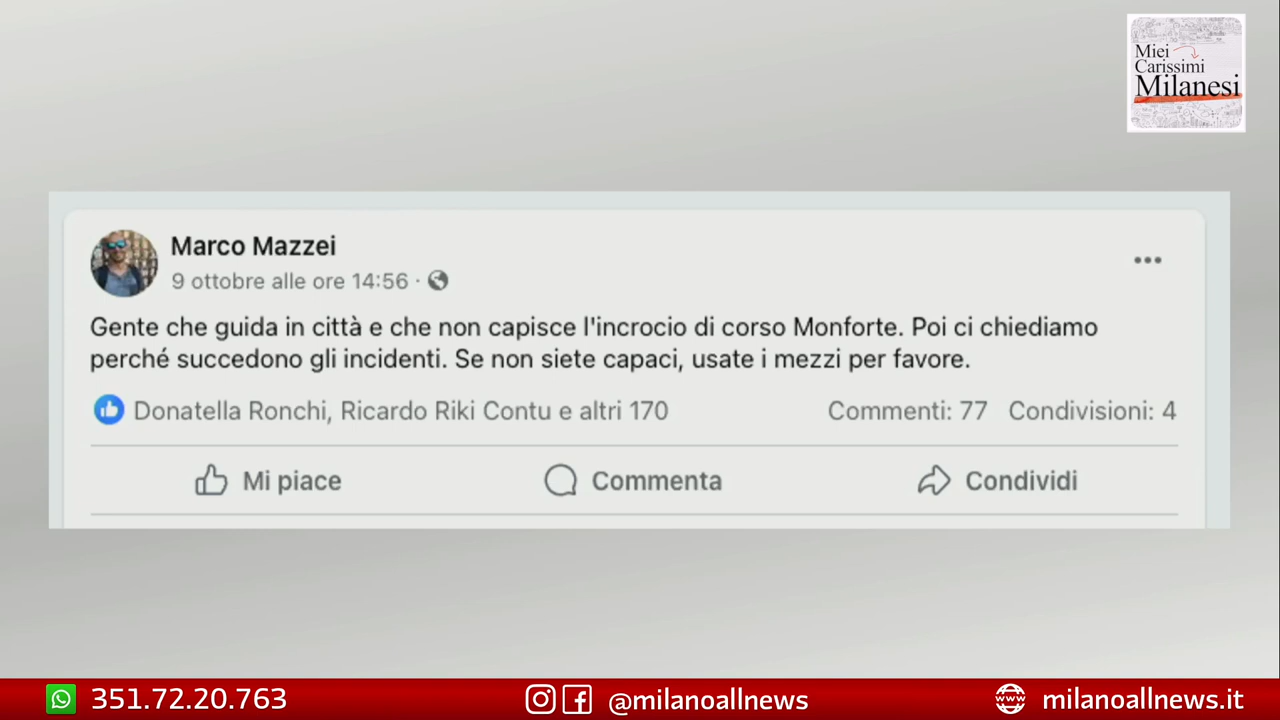 Miei
Carissimi
Milanesi
Marco Mazzei
9 ottobre alle ore 14:56 ·
Gente che guida in città e che non capisce l'incrocio di corso Monforte. Poi ci chiediamo
perché succedono gli incidenti. Se non siete capaci, usate i mezzi per favore.
Donatella Ronchi, Ricardo Riki Contu e altri 170 Commenti: 77 Condivisioni: 4
Mi piace Commenta Condividi
351.72.20.763 @milanoallnews www milanoallnews.it